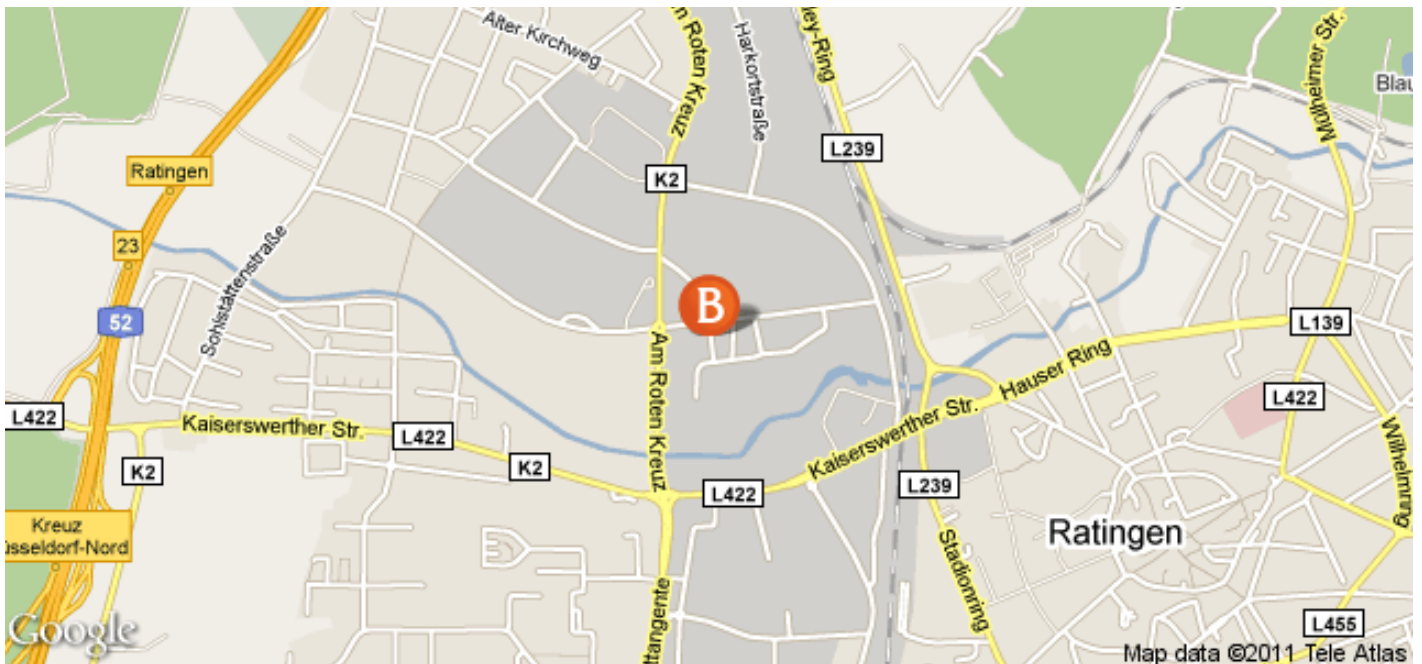 Alter Kirchweg
m Roten Kreuz
Harkortstraße
ley-Ring
Mülheimer Str.
Blau
L239
Ratingen
K2
23
Sohlstättenstraße
52
B
L139
Am Roten Kreuz
Hauser Ring
L422
L422
Kaiserswerther Str.
L422
Kaiserswerther Str.
Wilhelmring
K2
K2
L422
L239
Kreuz
üsseldorf-Nord
Ratingen
Stadionring
ttangente
L455
Google
Map data ©2011 Tele Atlas